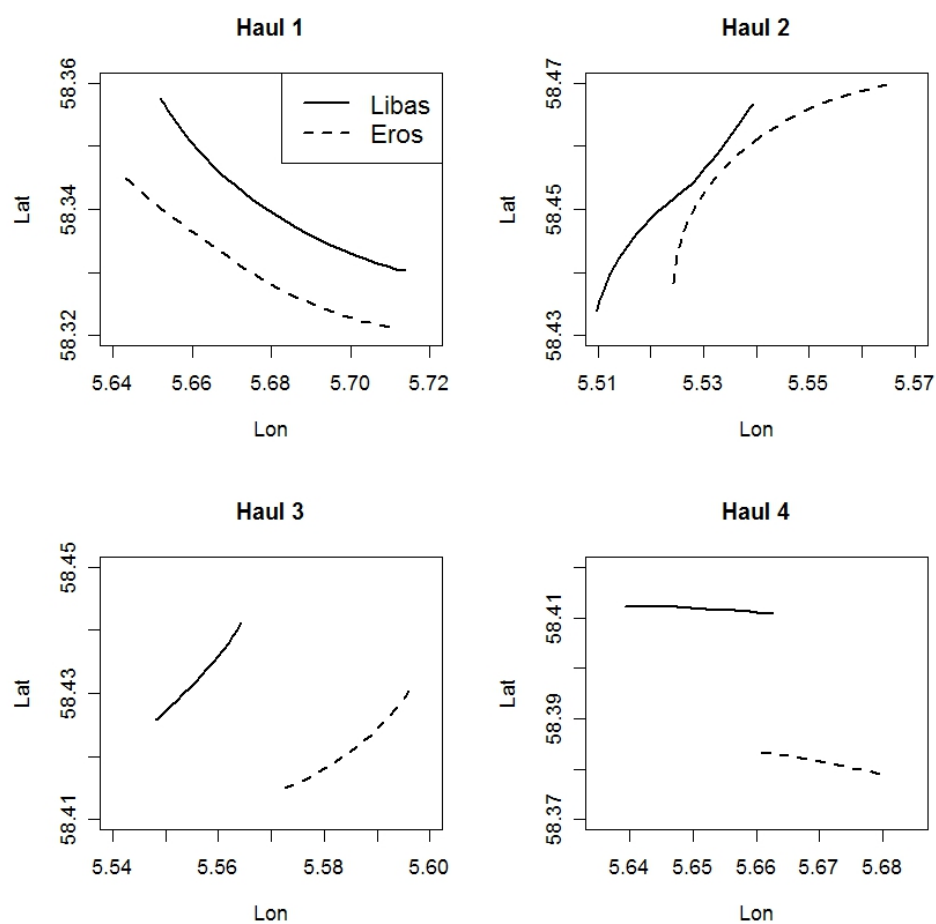 Haul 1
Lat
58.32 58.34 58.36
Libas
Eros
5.64 5.66 5.68 5.70 5.72
Lon
Haul 2
Lat
58.43 58.45 58.47
5.51 5.53 5.55 5.57
Lon
Haul 3
Lat
58.41 58.43 58.45
5.54 5.56 5.58 5.60
Lon
Haul 4
Lat
58.37 58.39 58.41
5.64 5.65 5.66 5.67 5.68
Lon